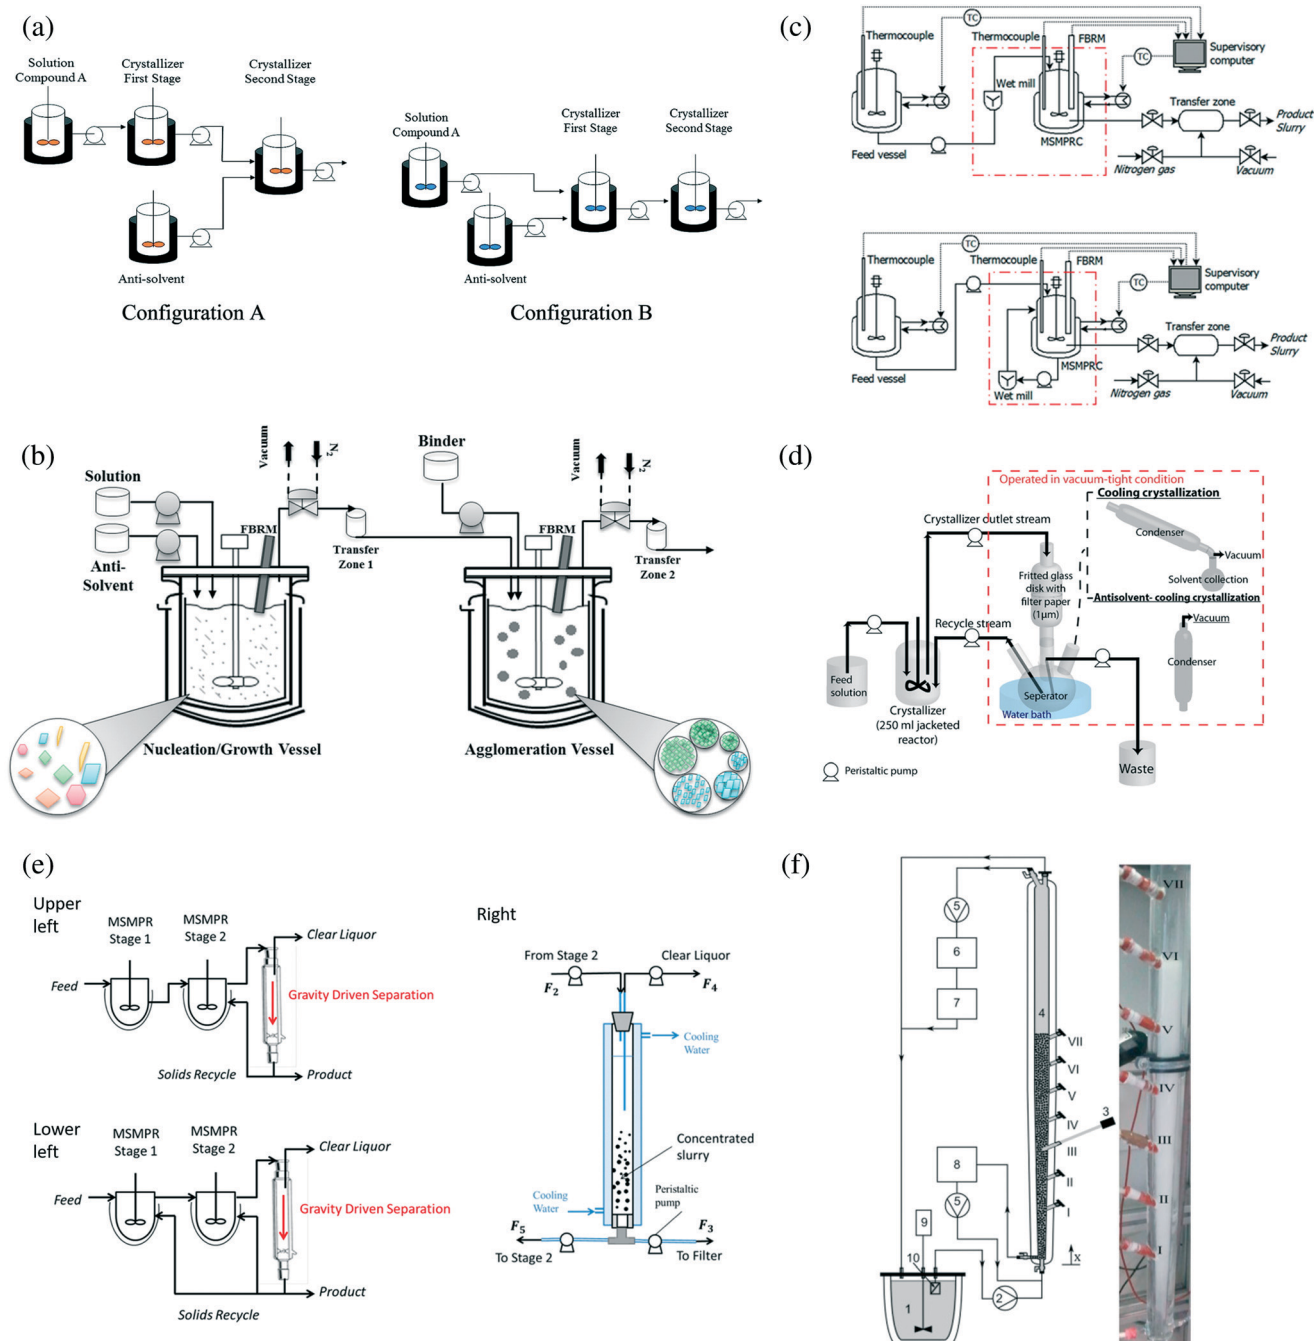 (a)
Solution
Compound A
Crystallizer
First Stage
Crystallizer
Second Stage
Anti-solvent
Configuration A
Solution
Compound A
Crystallizer
First Stage
Crystallizer
Second Stage
Anti-solvent
Configuration B
(c)
Thermocouple
Thermocouple
FBRM
TC
TC
Supervisory
computer
Wet mill
Transfer zone
Product
Slurry
Feed vessel
MSMPRC
Nitrogen gas
Vacuum
Thermocouple
Thermocouple
FBRM
TC
TC
Supervisory
computer
Transfer zone
Product
Slurry
Feed vessel
MSMPRC
Wet mill
Nitrogen gas
Vacuum
(b)
Solution
Anti-
Solvent
Vacuum
N2
FBRM
Transfer
Zone 1
Nucleation/Growth Vessel
Binder
Vacuum
N2
FBRM
Transfer
Zone 2
Agglomeration Vessel
(d)
Operated in vacuum-tight condition
Cooling crystallization
Crystallizer outlet stream
Condenser
Vacuum
Solvent collection
Fritted glass
disk with
filter paper
(1μm)
Antisolvent- cooling crystallization
Vacuum
Condenser
Recycle stream
Feed
solution
Seperator
Water bath
Crystallizer
(250 ml jacketed
reactor)
Waste
Peristaltic pump
(e)
Upper
left
MSMPR
Stage 1
MSMPR
Stage 2
Clear Liquor
Feed
Gravity Driven Separation
Solids Recycle
Product
Lower
left
MSMPR
Stage 1
MSMPR
Stage 2
Clear Liquor
Feed
Gravity Driven Separation
Product
Solids Recycle
Right
From Stage 2
Clear Liquor
F2
F4
Cooling
Water
Concentrated
slurry
Cooling
Water
Peristaltic
pump
F5
F3
To Stage 2
To Filter
(f)
5
6
7
4
VII
VI
V
IV
3
III
II
I
8
5
9
10
x
1
2
VII
VI
V
IV
III
II
I